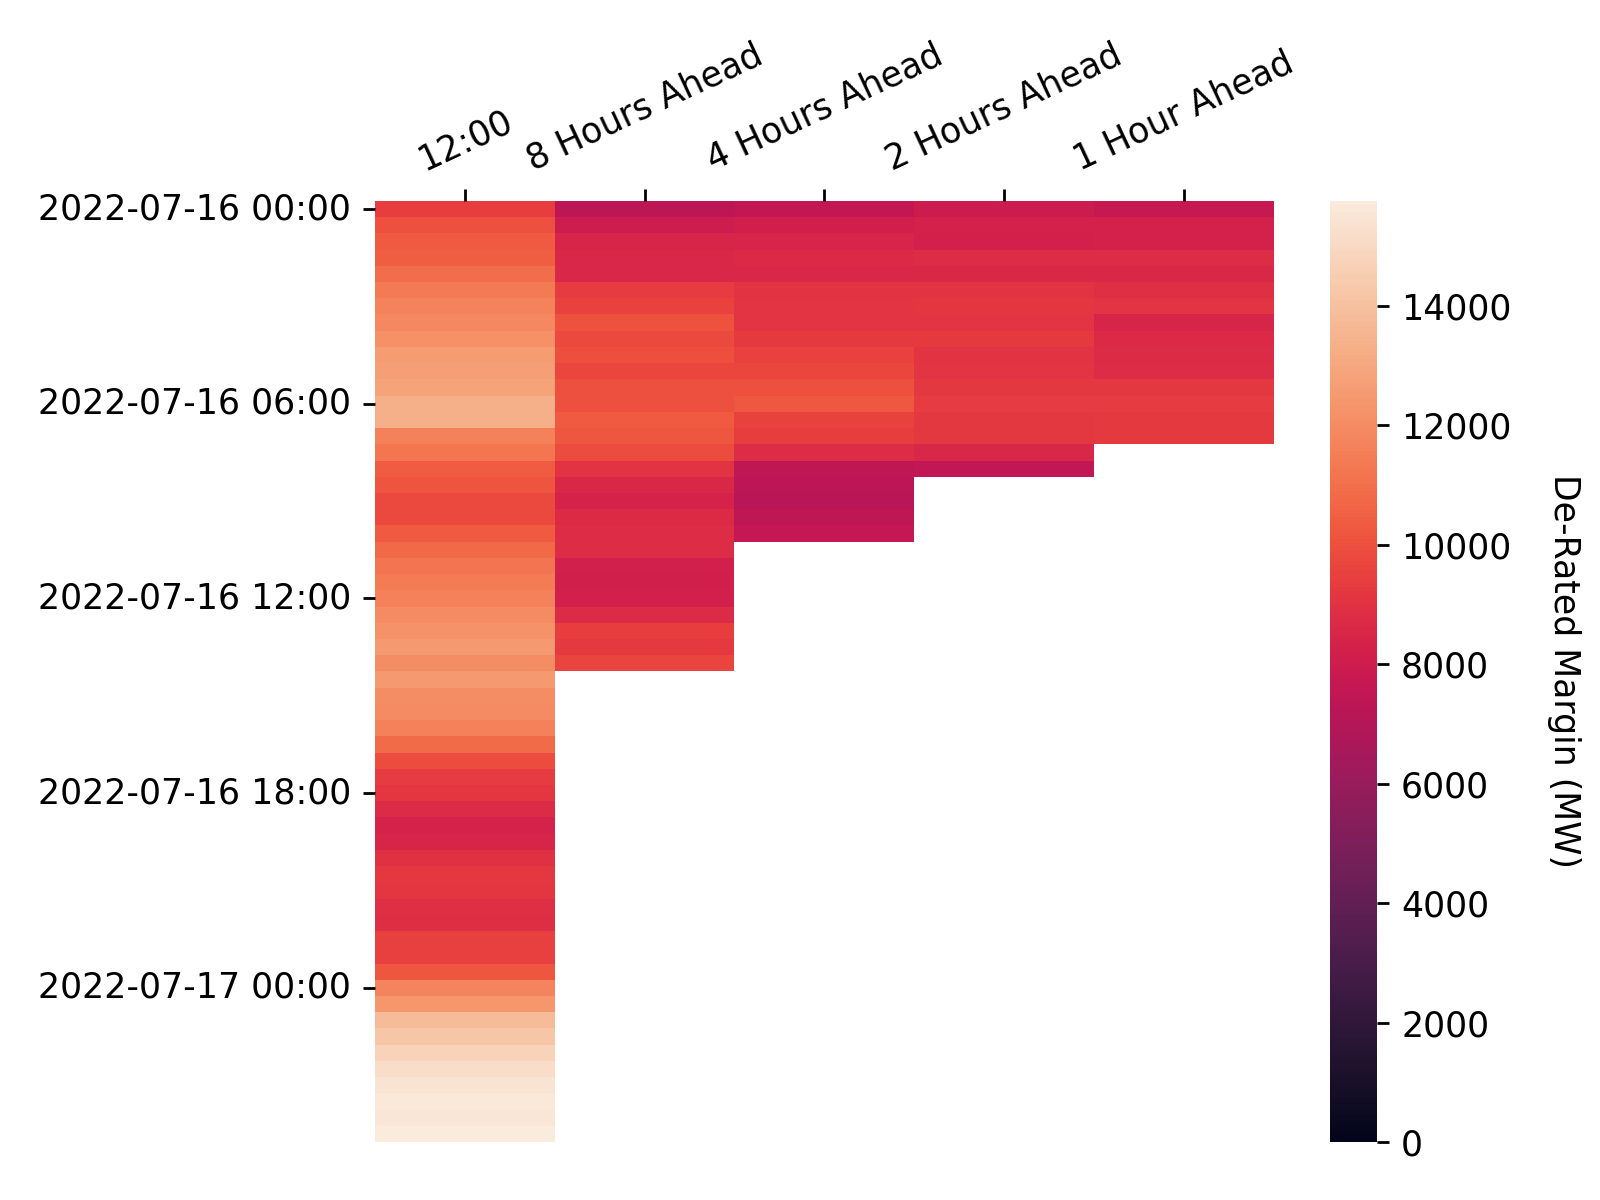 12:00
8 Hours Ahead
4 Hours Ahead
2 Hours Ahead
1 Hour Ahead
2022-07-16 00:00
2022-07-16 06:00
2022-07-16 12:00
2022-07-16 18:00
2022-07-17 00:00
14000
12000
10000
8000
6000
4000
2000
0
De-Rated Margin (MW)